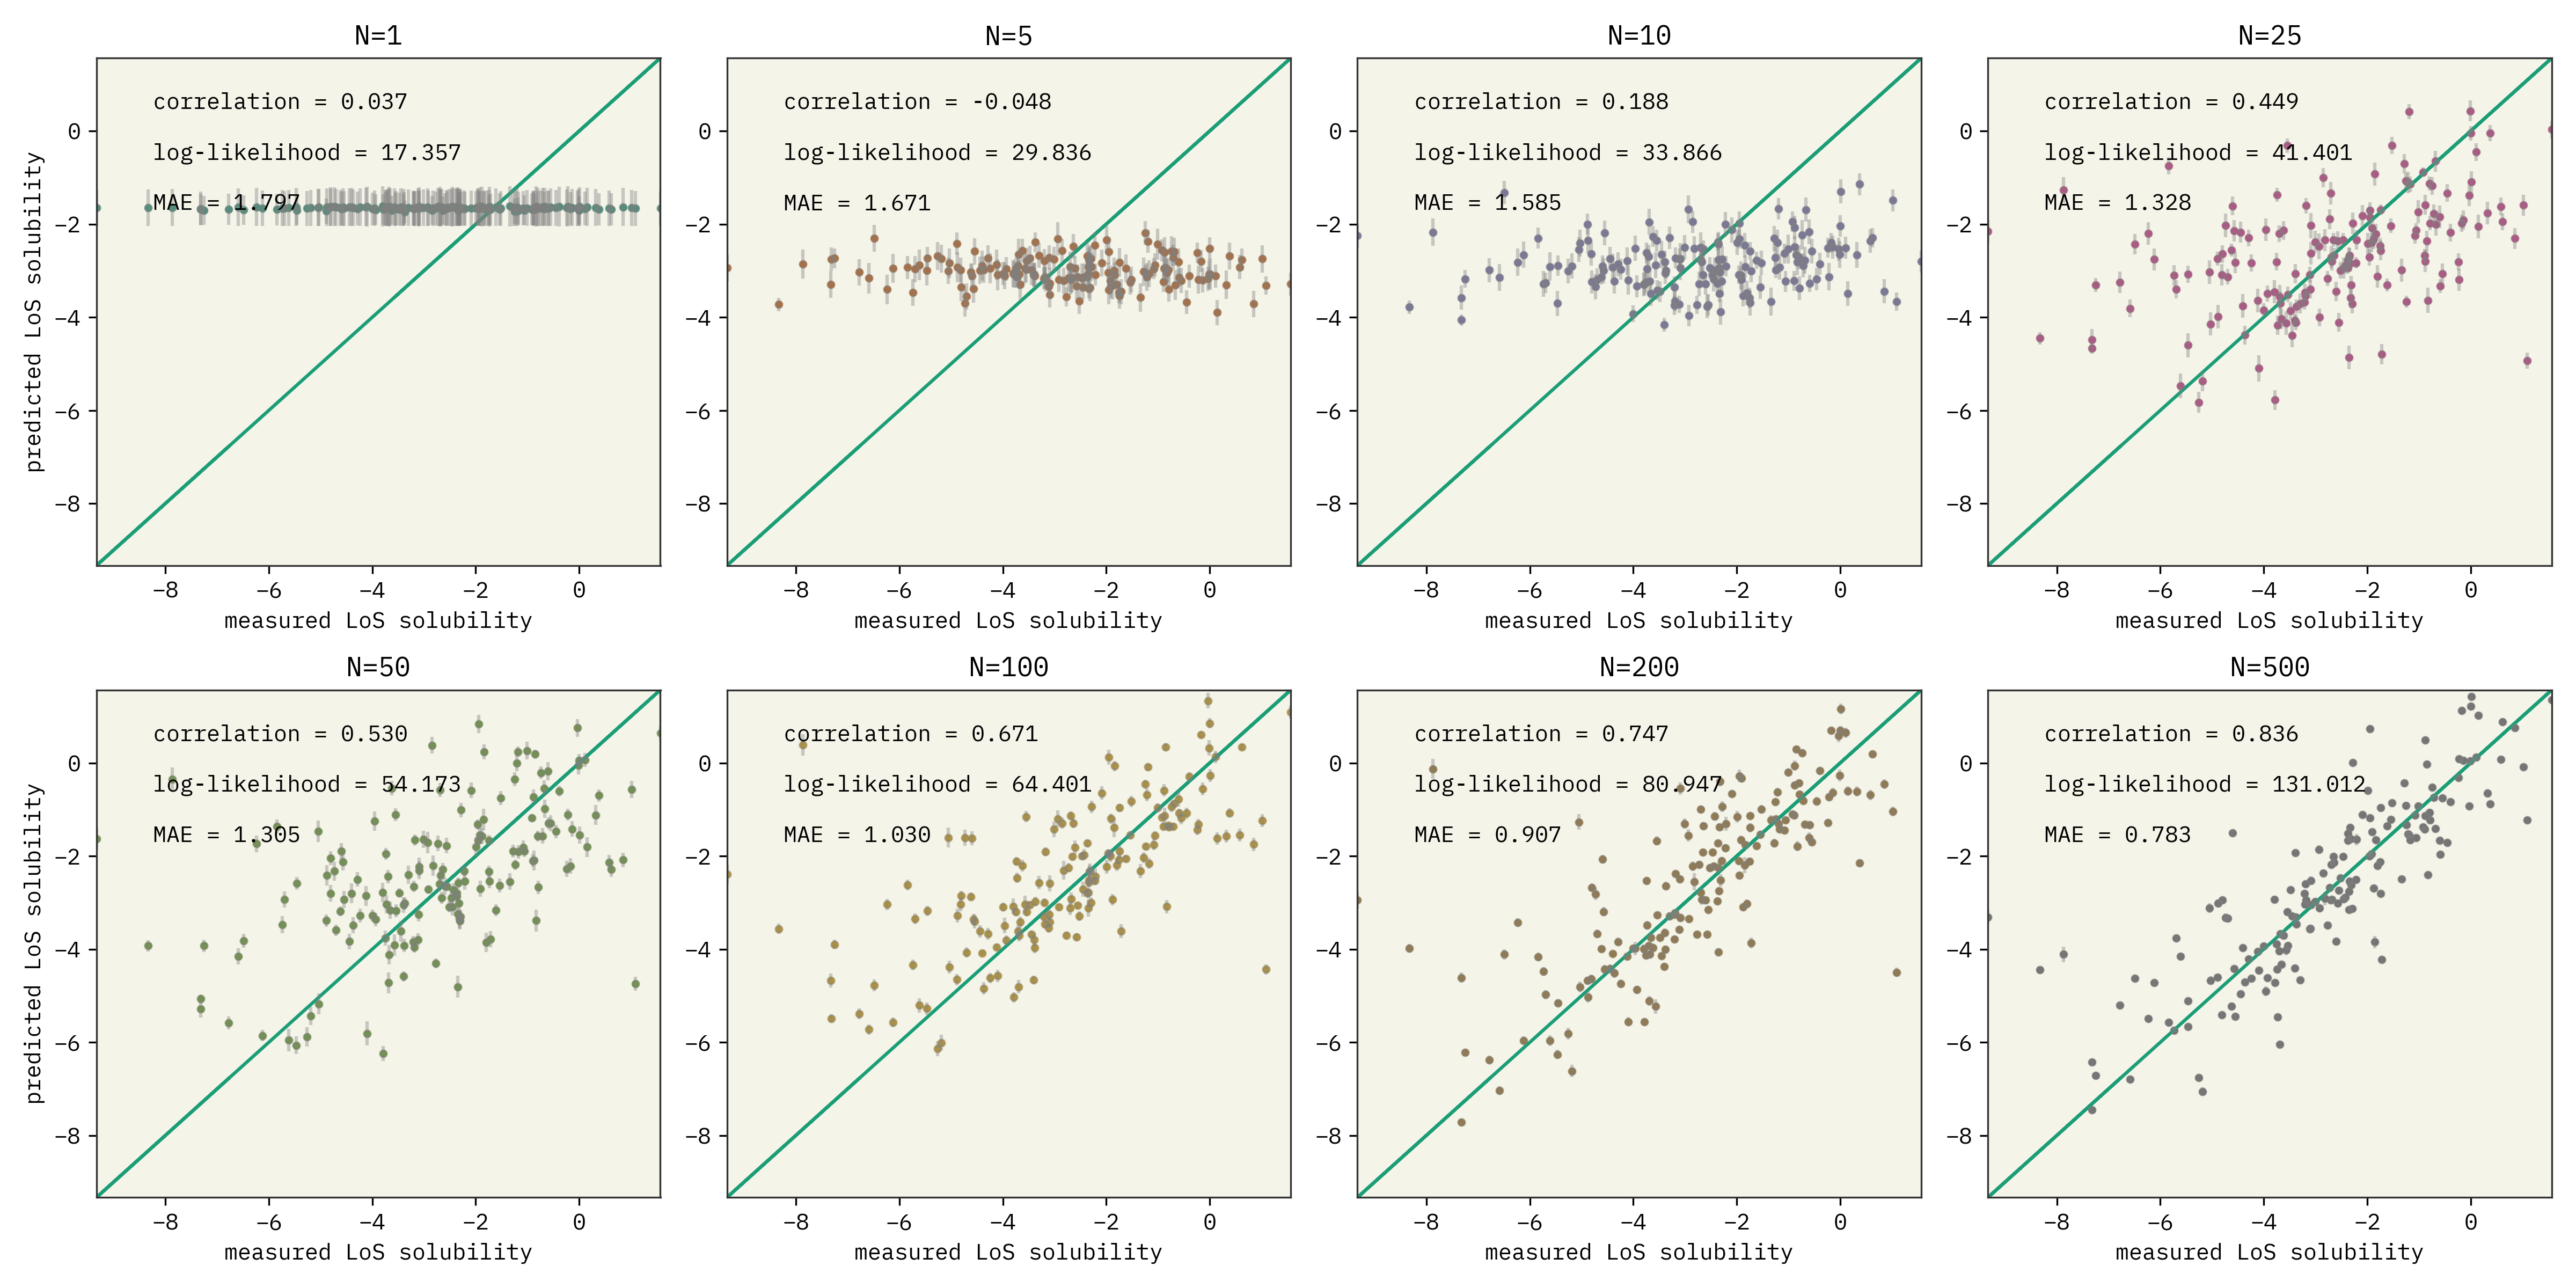 N=1
correlation = 0.037
log-likelihood = 17.357
MAE = 1.797
0
−2
−4
−6
−8
predicted LoS solubility
−8 −6 −4 −2 0
measured LoS solubility
N=5
correlation = -0.048
log-likelihood = 29.836
MAE = 1.671
0
−2
−4
−6
−8
−8 −6 −4 −2 0
measured LoS solubility
N=10
correlation = 0.188
log-likelihood = 33.866
MAE = 1.585
0
−2
−4
−6
−8
−8 −6 −4 −2 0
measured LoS solubility
N=25
correlation = 0.449
log-likelihood = 41.401
MAE = 1.328
0
−2
−4
−6
−8
−8 −6 −4 −2 0
measured LoS solubility
N=50
correlation = 0.530
log-likelihood = 54.173
MAE = 1.305
0
−2
−4
−6
−8
predicted LoS solubility
−8 −6 −4 −2 0
measured LoS solubility
N=100
correlation = 0.671
log-likelihood = 64.401
MAE = 1.030
0
−2
−4
−6
−8
−8 −6 −4 −2 0
measured LoS solubility
N=200
correlation = 0.747
log-likelihood = 80.947
MAE = 0.907
0
−2
−4
−6
−8
−8 −6 −4 −2 0
measured LoS solubility
N=500
correlation = 0.836
log-likelihood = 131.012
MAE = 0.783
0
−2
−4
−6
−8
−8 −6 −4 −2 0
measured LoS solubility